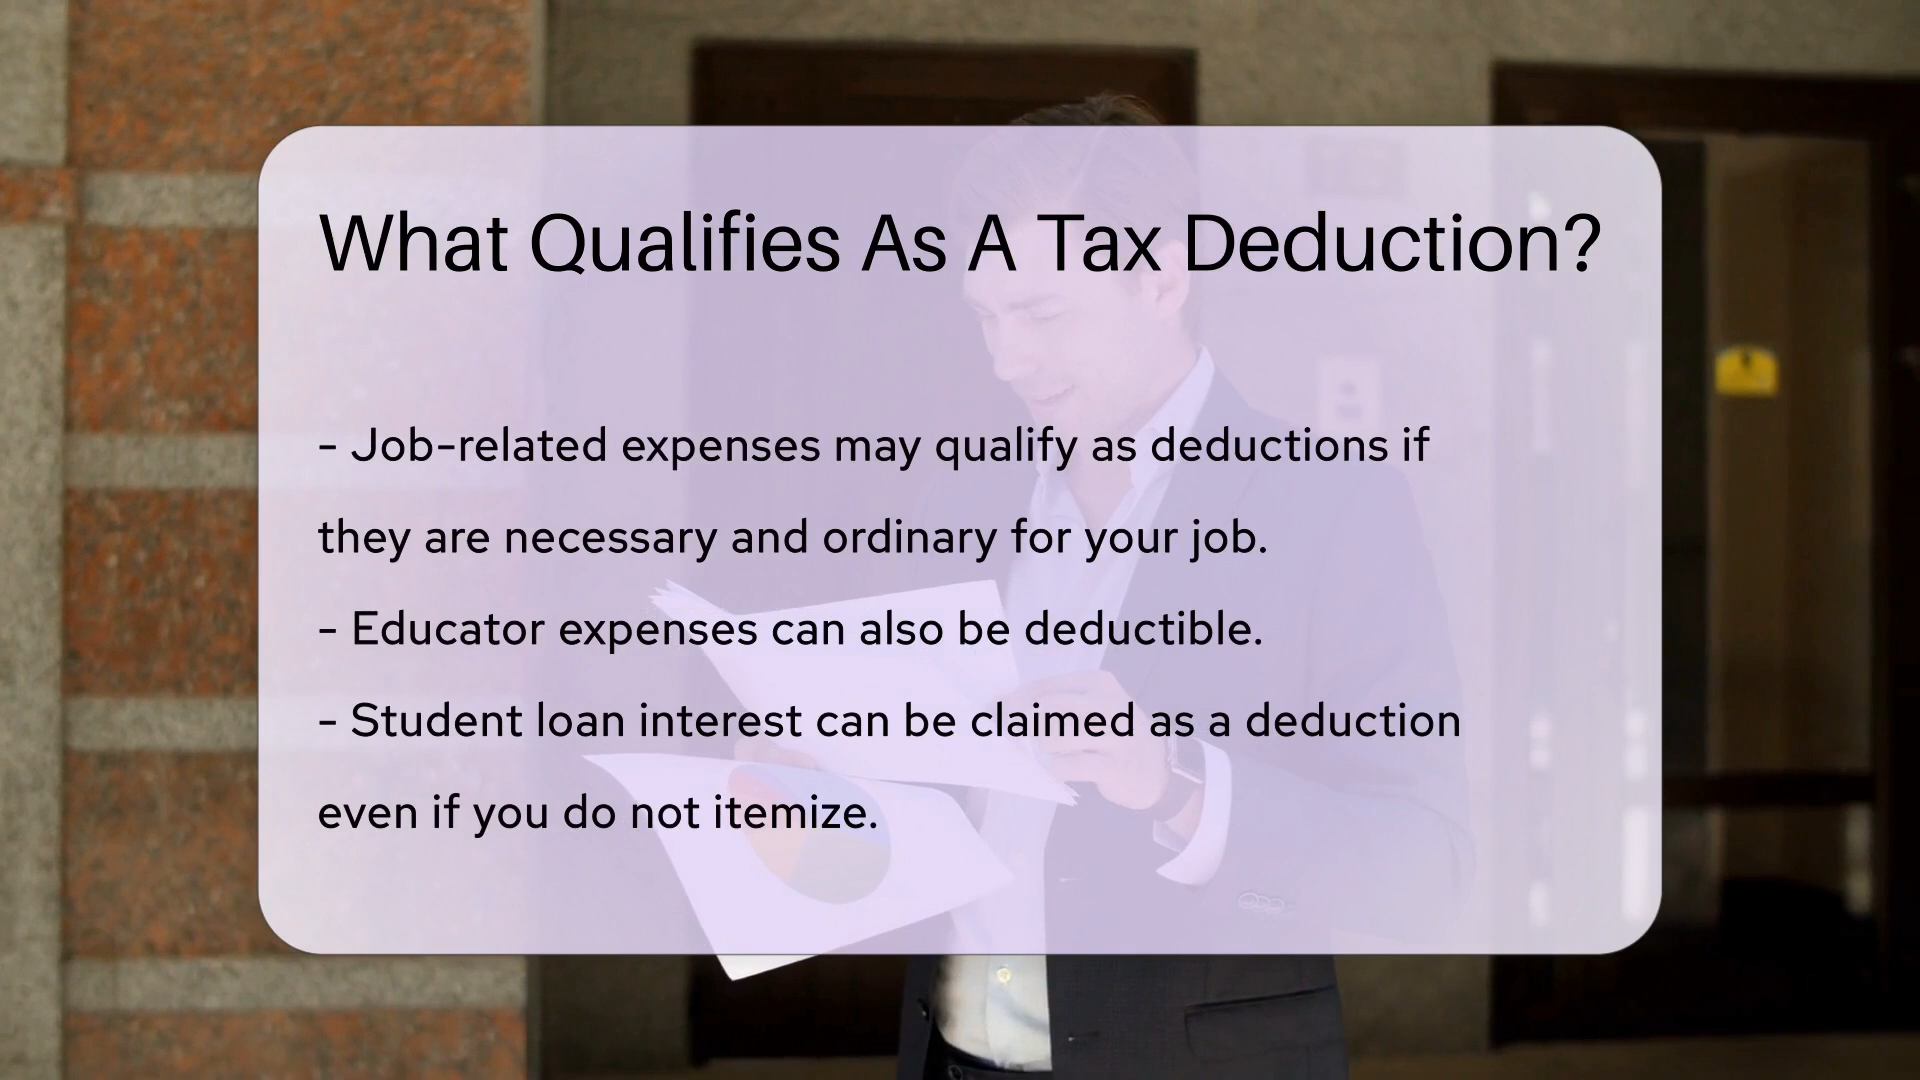 What Qualifies As A Tax Deduction?
- Job-related expenses may qualify as deductions if
they are necessary and ordinary for your job.
- Educator expenses can also be deductible.
- Student loan interest can be claimed as a deduction
even if you do not itemize.